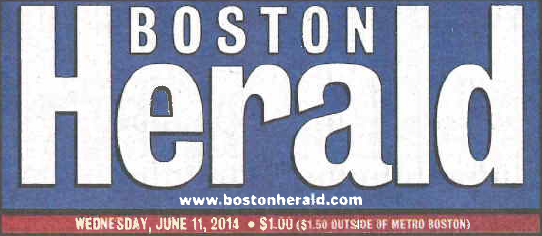 BOSTON
Herald
www.bostonherald.com
WEDNESDAY, JUNE 11, 2014 • $1.00 ($1.50 OUTSIDE OF METRO BOSTON)